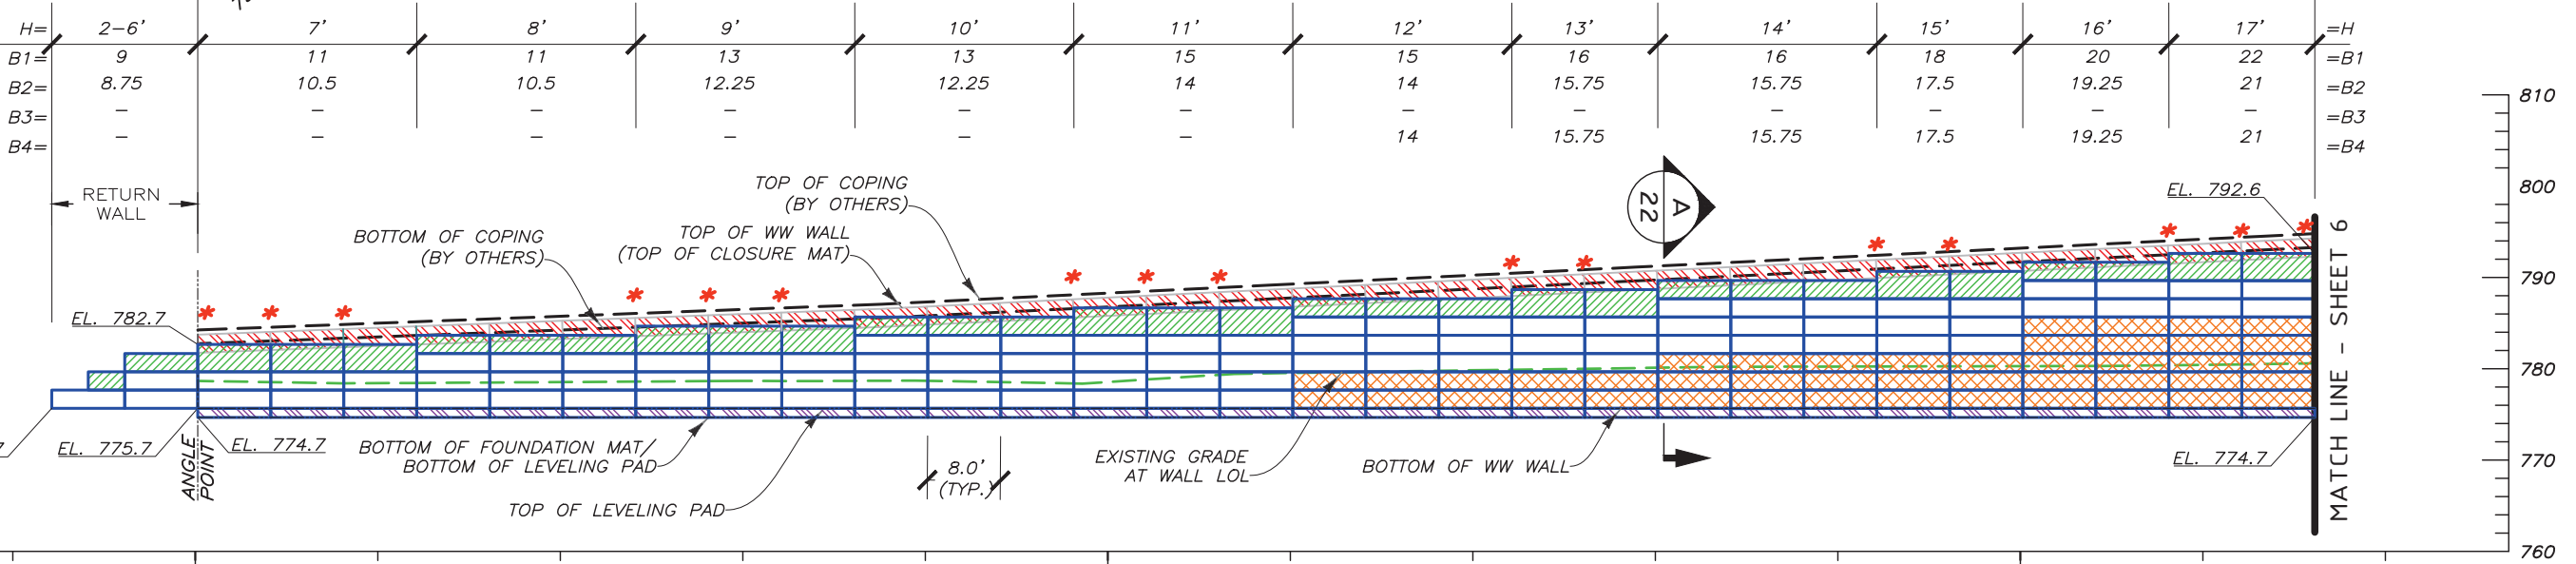 H= 2-6' 7' 8' 9' 10' 11' 12' 13' 14' 15' 16' 17' =H
B1= 9 11 11 13 13 15 15 16 16 18 20 22 =B1
B2= 8.75 10.5 10.5 12.25 12.25 14 14 15.75 15.75 17.5 19.25 21 =B2
B3= - - - - - - - - - - - - =B3
B4= - - - - - - 14 15.75 15.75 17.5 19.25 21 =B4
810
800
790
780
770
760
RETURN
WALL
TOP OF COPING
(BY OTHERS)
BOTTOM OF COPING
(BY OTHERS)
TOP OF WW WALL
(TOP OF CLOSURE MAT)
A
22
EL. 792.6
EL. 782.7
MATCH LINE - SHEET 6
EL. 775.7
ANGLE
POINT
EL. 774.7
BOTTOM OF FOUNDATION MAT/
BOTTOM OF LEVELING PAD
TOP OF LEVELING PAD
8.0'
(TYP.)
EXISTING GRADE
AT WALL LOL
BOTTOM OF WW WALL
EL. 774.7